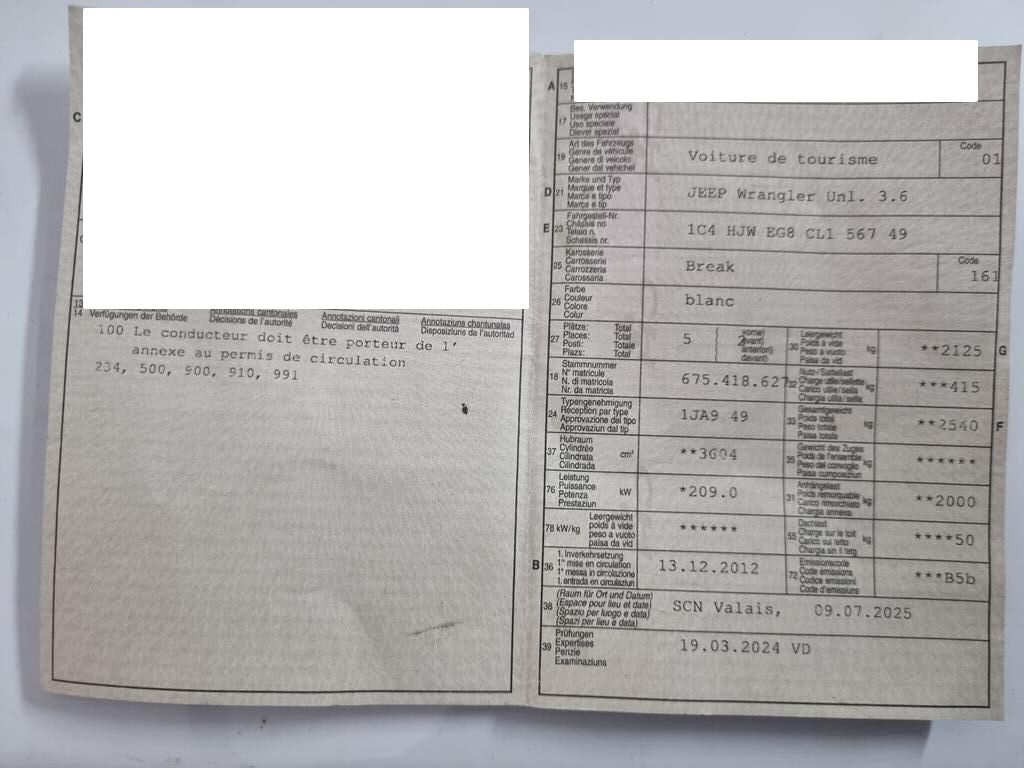 C
13
14 Verfügungen der Behörde
Annotations cantonales
Décisions de l'autorité
Annotazioni cantonali
Decisioni dell'autorità
Annotaziuns chantunalas
Disposiziuns da l'autoritad
100 Le conducteur doit être porteur de l'
annexe au permis de circulation
234, 500, 900, 910, 991
A 15
17 Bes. Verwendung
Usage spécial
Uso speciale
Diever spezial
19 Art des Fahrzeugs
Genre de véhicule
Genere di veicolo
Gener dal vehichel
Voiture de tourisme
Code
01
D 21 Marke und Typ
Marque et type
Marca e tipo
Marca e tip
JEEP Wrangler Unl. 3.6
E 23 Fahrgestell-Nr.
Châssis no
Telaio n.
Schassis nr.
1C4 HJW EG8 CL1 567 49
25 Karosserie
Carrosserie
Carrozzeria
Carossaria
Break
Code
161
26 Farbe
Couleur
Colore
Colur
blanc
27 Plätze: Total
Places: Total
Posti: Totale
Plazs: Total
5
2
vorne)
avant)
anteriori)
davant)
30 Leergewicht
Poids à vide
Peso a vuoto
Paisa da vid
kg
**2125 G
18 Stammnummer
N° matricule
N. di matricola
Nr. da matricla
675.418.627
32 Nutz-/Sattellast
Charge utile/sellette
Carico utile/sella
Chargia utila/sella
kg
***415
24 Typengenehmigung
Réception par type
Approvazione del tipo
Approvaziun dal tip
1JA9 49
33 Gesamtgewicht
Poids total
Peso totale
Paisa totala
kg
**2540 F
37 Hubraum
Cylindrée
Cilindrata
Cilindrada
cm³
**3604
35 Gewicht des Zuges
Poids de l'ensemble
Peso del convoglio
Paisa cumposiziun
kg
******
76 Leistung
Puissance
Potenza
Prestaziun
kW
*209.0
31 Anhängelast
Poids remorquable
Carico rimorchiato
Chargia annexa
kg
**2000
78 kW/kg
Leergewicht
poids à vide
peso a vuoto
paisa da vid
******
55 Dachlast
Charge sur le toit
Carico sul tetto
Chargia sin il tetg
kg
****50
B 36 1. Inverkehrsetzung
1re mise en circulation
1a messa in circolazione
1. entrada en circulaziun
13.12.2012
72 Emissionscode
Code émissions
Codice emissioni
Code d'emissiuns
***B5b
38 (Raum für Ort und Datum)
(Espace pour lieu et date)
(Spazio per luogo e data)
(Spazi per lieu e data)
SCN Valais, 09.07.2025
39 Prüfungen
Expertises
Perizie
Examinaziuns
19.03.2024 VD